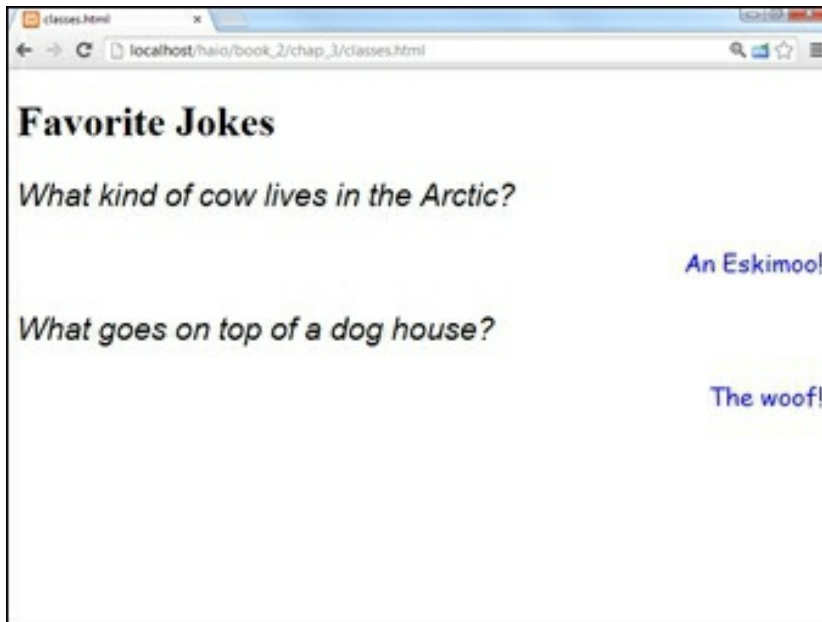 classes.html
localhost/haio/book_2/chap_3/classes.html
Favorite Jokes
What kind of cow lives in the Arctic?
An Eskimoo!
What goes on top of a dog house?
The woof!